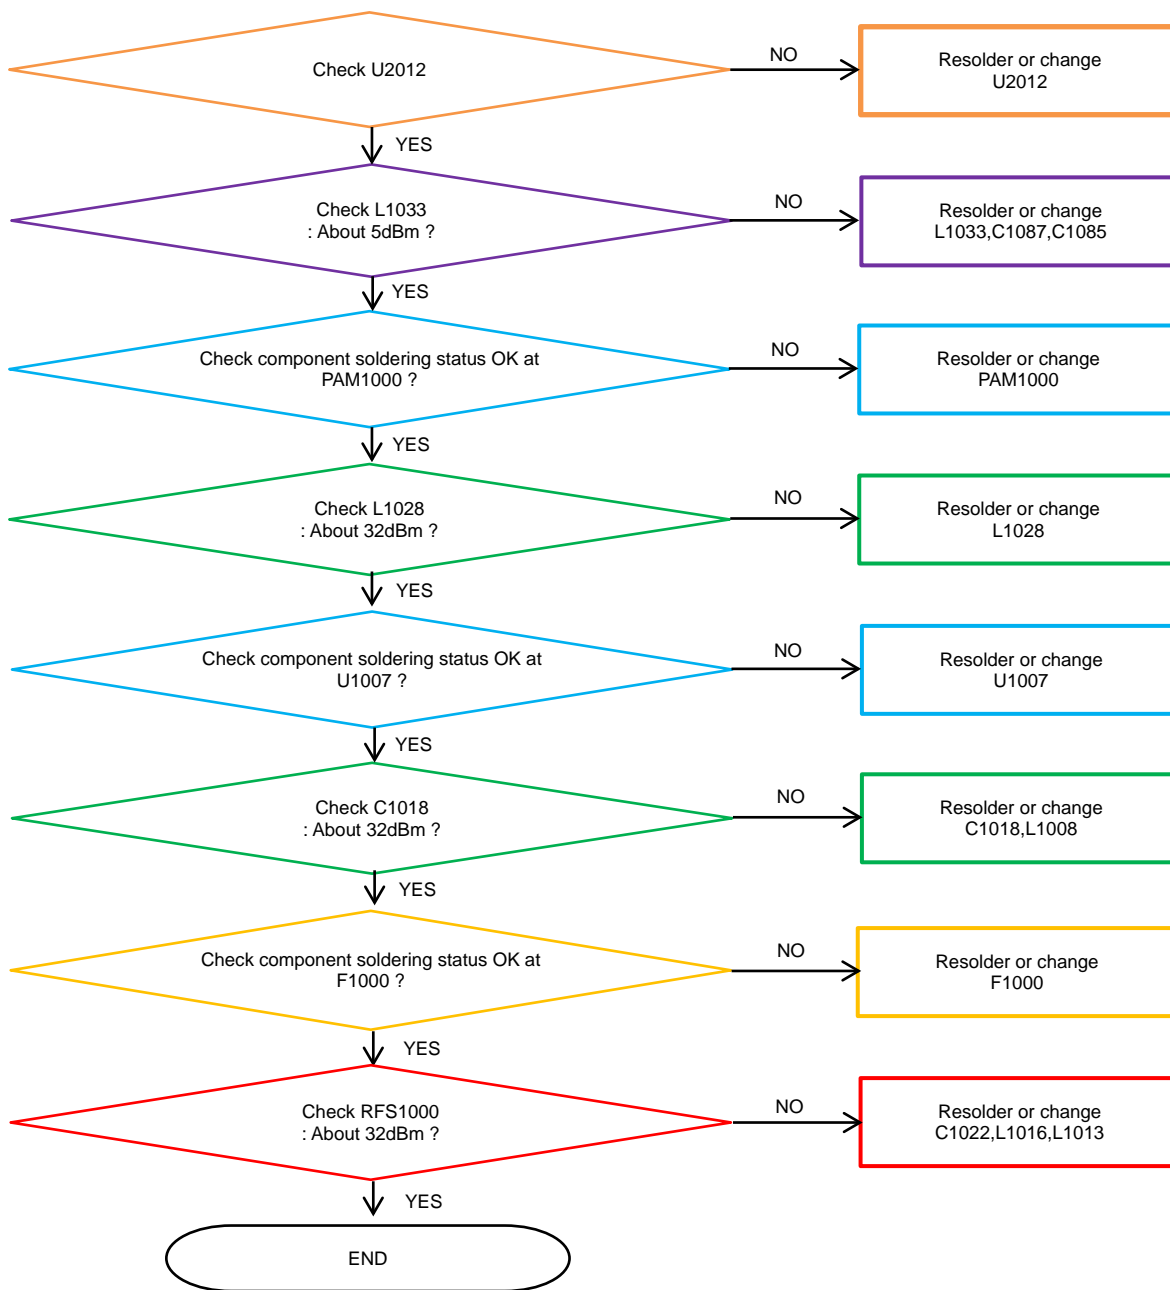 Check U2012
NO
Resolder or change
U2012
YES
Check L1033
: About 5dBm ?
NO
Resolder or change
L1033,C1087,C1085
YES
Check component soldering status OK at
PAM1000 ?
NO
Resolder or change
PAM1000
YES
Check L1028
: About 32dBm ?
NO
Resolder or change
L1028
YES
Check component soldering status OK at
U1007 ?
NO
Resolder or change
U1007
YES
Check C1018
: About 32dBm ?
NO
Resolder or change
C1018,L1008
YES
Check component soldering status OK at
F1000 ?
NO
Resolder or change
F1000
YES
Check RFS1000
: About 32dBm ?
NO
Resolder or change
C1022,L1016,L1013
YES
END